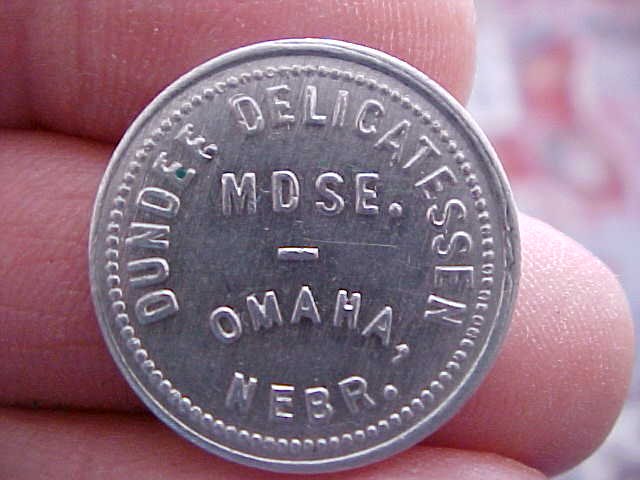 DUNDEE DELICATESSEN
MDSE.
—
OMAHA,
NEBR.